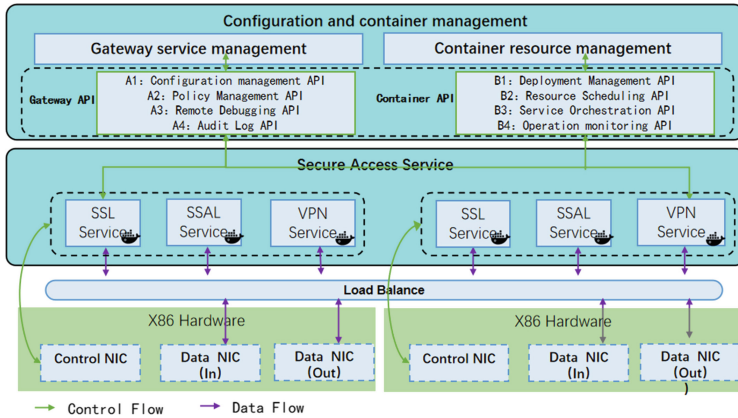 Configuration and container management
Gateway service management
Container resource management
Gateway API
A1: Configuration management API
A2: Policy Management API
A3: Remote Debugging API
A4: Audit Log API
Container API
B1: Deployment Management API
B2: Resource Scheduling API
B3: Service Orchestration API
B4: Operation monitoring API
Secure Access Service
SSL
Service
SSAL
Service
VPN
Service
SSL
Service
SSAL
Service
VPN
Service
Load Balance
X86 Hardware
X86 Hardware
Control NIC
Data NIC
(In)
Data NIC
(Out)
Control NIC
Data NIC
(In)
Data NIC
(Out)
)
Control Flow
Data Flow